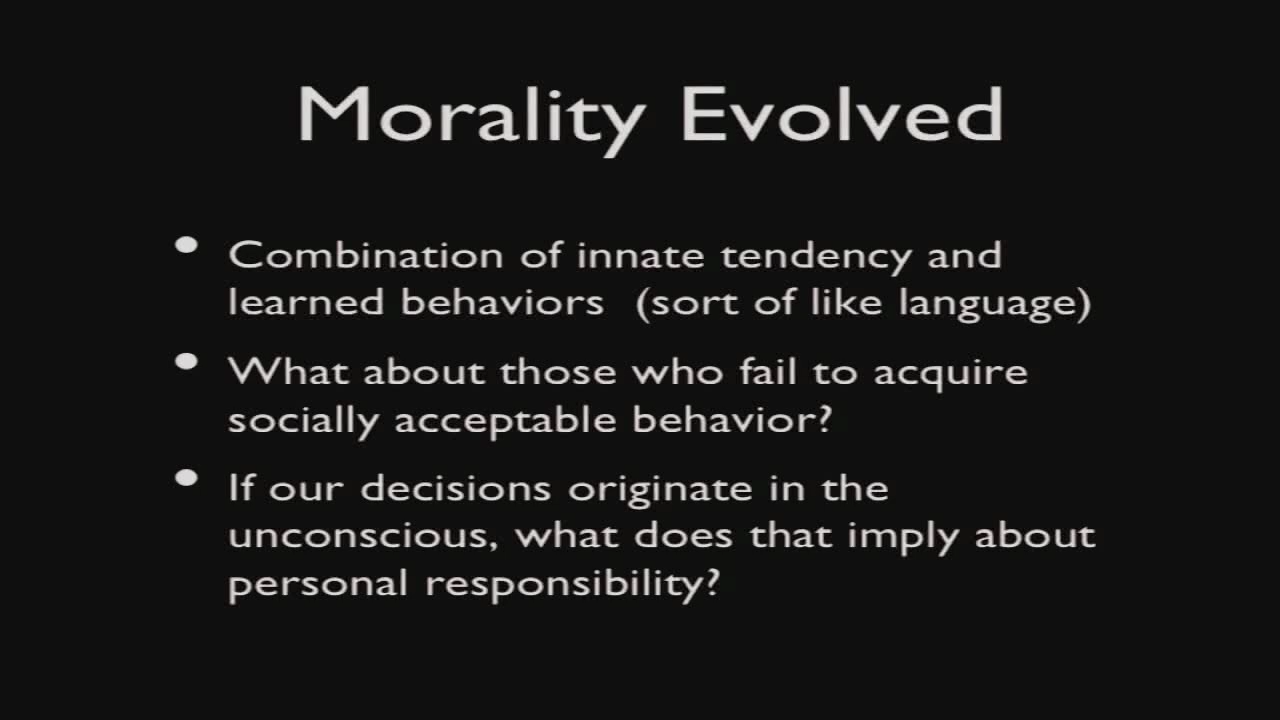 Morality Evolved
• Combination of innate tendency and
learned behaviors (sort of like language)
• What about those who fail to acquire
socially acceptable behavior?
• If our decisions originate in the
unconscious, what does that imply about
personal responsibility?